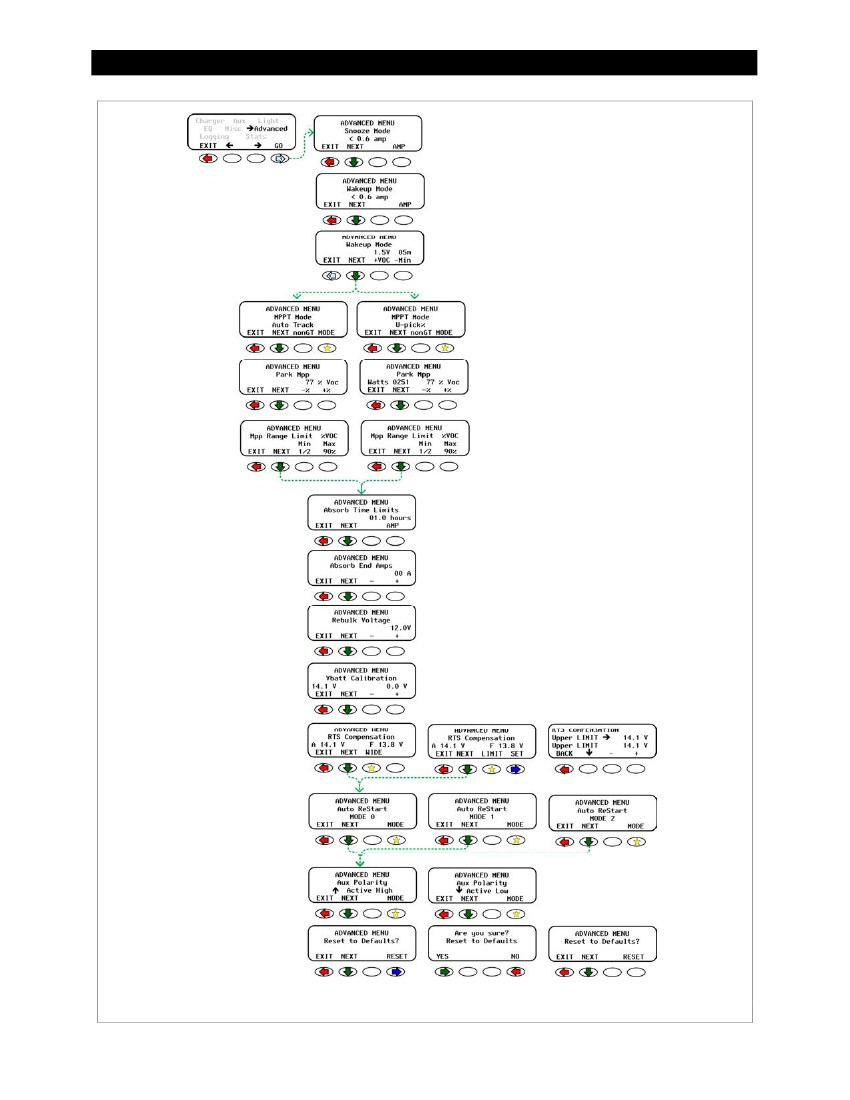 Charger Aux Light
EQ Misc ➔Advanced
Logging Stats
EXIT ← → GO
ADVANCED MENU
Snooze Mode
< 0.6 amp
EXIT NEXT AMP
ADVANCED MENU
Wakeup Mode
< 0.6 amp
EXIT NEXT AMP
ADVANCED MENU
Wakeup Mode
1.5V 05m
EXIT NEXT +VOC -Min
ADVANCED MENU
MPPT Mode
Auto Track
EXIT NEXT nonGT MODE
ADVANCED MENU
MPPT Mode
U-pick%
EXIT NEXT nonGT MODE
ADVANCED MENU
Park Mpp
77 % Voc
EXIT NEXT -% +%
ADVANCED MENU
Park Mpp
Watts 0251 77 % Voc
EXIT NEXT -% +%
ADVANCED MENU
Mpp Range Limit %VOC
Min Max
EXIT NEXT 1/2 90%
ADVANCED MENU
Mpp Range Limit %VOC
Min Max
EXIT NEXT 1/2 90%
ADVANCED MENU
Absorb Time Limits
01.0 hours
EXIT NEXT AMP
ADVANCED MENU
Absorb End Amps
00 A
EXIT NEXT - +
ADVANCED MENU
Rebulk Voltage
12.0V
EXIT NEXT - +
ADVANCED MENU
Vbatt Calibration
14.1 V 0.0 V
EXIT NEXT - +
ADVANCED MENU
RTS Compensation
A 14.1 V F 13.8 V
EXIT NEXT WIDE
ADVANCED MENU
RTS Compensation
A 14.1 V F 13.8 V
EXIT NEXT LIMIT SET
RTS COMPENSATION
Upper LIMIT ➔ 14.1 V
Upper LIMIT 14.1 V
BACK ↓ - +
ADVANCED MENU
Auto ReStart
MODE 0
EXIT NEXT MODE
ADVANCED MENU
Auto ReStart
MODE 1
EXIT NEXT MODE
ADVANCED MENU
Auto ReStart
MODE 2
EXIT NEXT MODE
ADVANCED MENU
Aux Polarity
↑ Active High
EXIT NEXT MODE
ADVANCED MENU
Aux Polarity
↓ Active Low
EXIT NEXT MODE
ADVANCED MENU
Reset to Defaults?
EXIT NEXT RESET
Are you sure?
Reset to Defaults
YES NO
ADVANCED MENU
Reset to Defaults?
EXIT NEXT RESET